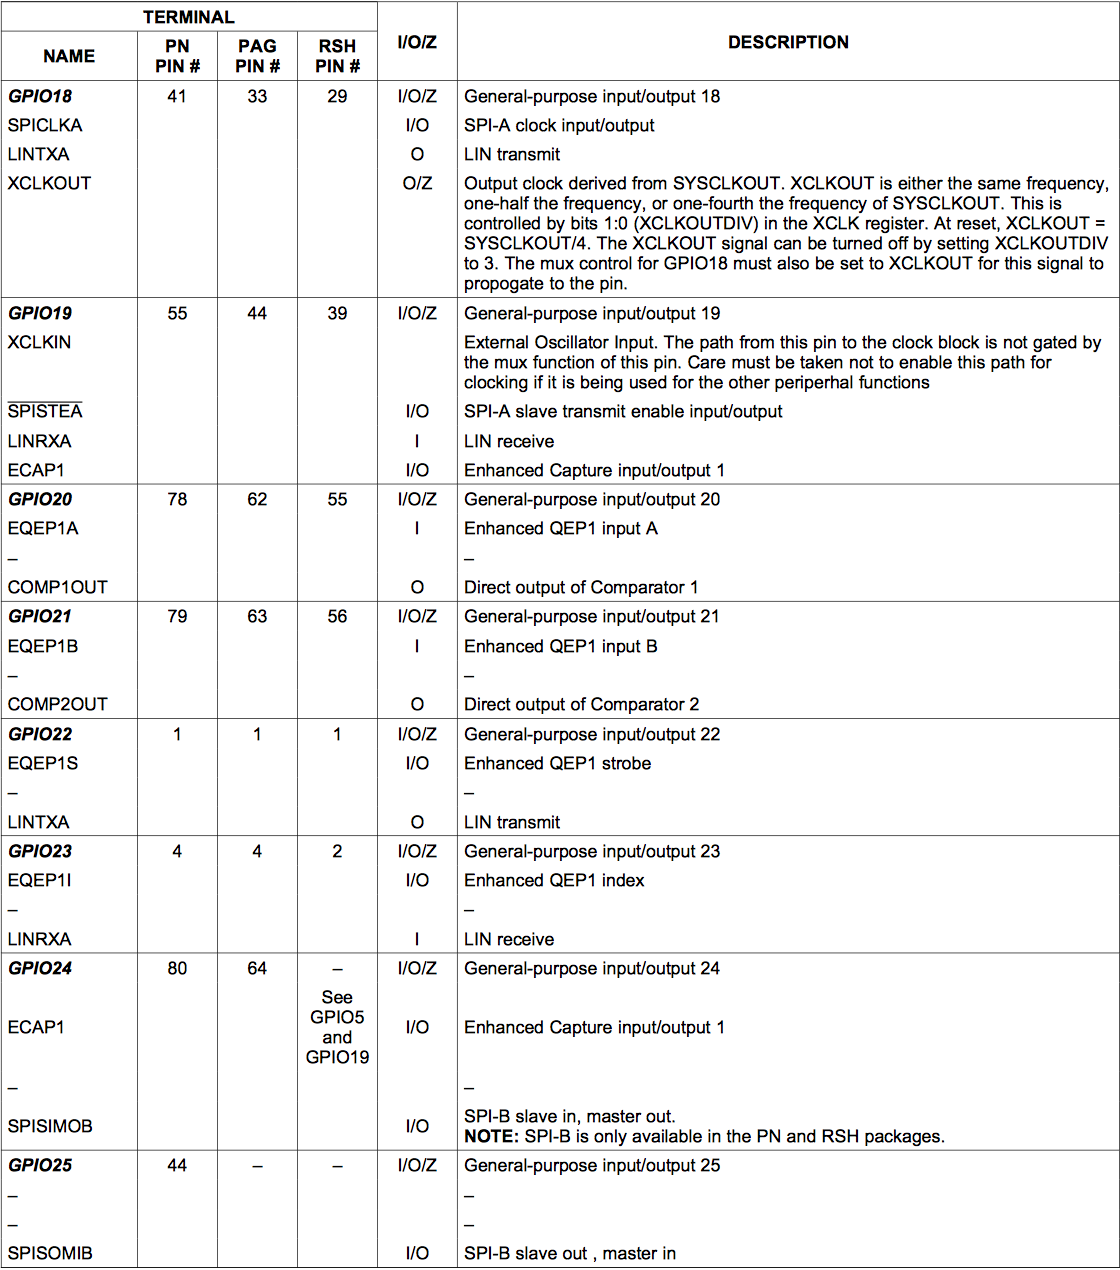 TERMINAL
NAME PN PIN # PAG PIN # RSH PIN # I/O/Z DESCRIPTION
GPIO18 41 33 29 I/O/Z General-purpose input/output 18
SPICLKA I/O SPI-A clock input/output
LINTXA O LIN transmit
XCLKOUT O/Z Output clock derived from SYSCLKOUT. XCLKOUT is either the same frequency,
one-half the frequency, or one-fourth the frequency of SYSCLKOUT. This is
controlled by bits 1:0 (XCLKOUTDIV) in the XCLK register. At reset, XCLKOUT =
SYSCLKOUT/4. The XCLKOUT signal can be turned off by setting XCLKOUTDIV
to 3. The mux control for GPIO18 must also be set to XCLKOUT for this signal to
propogate to the pin.
GPIO19 55 44 39 I/O/Z General-purpose input/output 19
XCLKIN External Oscillator Input. The path from this pin to the clock block is not gated by
the mux function of this pin. Care must be taken not to enable this path for
clocking if it is being used for the other periperhal functions
SPISTEA I/O SPI-A slave transmit enable input/output
LINRXA I LIN receive
ECAP1 I/O Enhanced Capture input/output 1
GPIO20 78 62 55 I/O/Z General-purpose input/output 20
EQEP1A I Enhanced QEP1 input A
– –
COMP1OUT O Direct output of Comparator 1
GPIO21 79 63 56 I/O/Z General-purpose input/output 21
EQEP1B I Enhanced QEP1 input B
– –
COMP2OUT O Direct output of Comparator 2
GPIO22 1 1 1 I/O/Z General-purpose input/output 22
EQEP1S I/O Enhanced QEP1 strobe
– –
LINTXA O LIN transmit
GPIO23 4 4 2 I/O/Z General-purpose input/output 23
EQEP1I I/O Enhanced QEP1 index
– –
LINRXA I LIN receive
GPIO24 80 64 – I/O/Z General-purpose input/output 24
See
GPIO5
and
GPIO19
ECAP1 I/O Enhanced Capture input/output 1
– –
SPISIMOB I/O SPI-B slave in, master out.
NOTE: SPI-B is only available in the PN and RSH packages.
GPIO25 44 – – I/O/Z General-purpose input/output 25
– –
– –
SPISOMIB I/O SPI-B slave out , master in